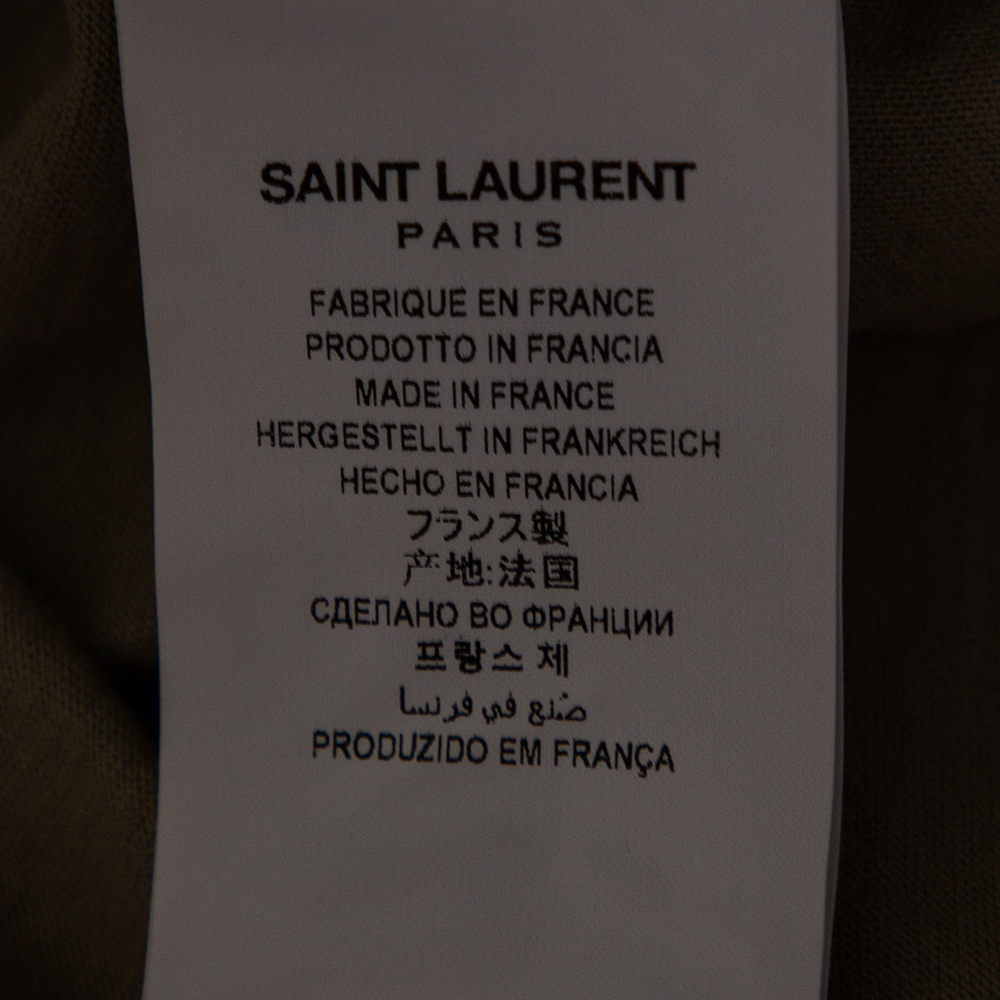 SAINT LAURENT
PARIS
FABRIQUE EN FRANCE
PRODOTTO IN FRANCIA
MADE IN FRANCE
HERGESTELLT IN FRANKREICH
HECHO EN FRANCIA
フランス製
产地:法国
СДЕЛАНО ВО ФРАНЦИИ
프랑스 제
صنع في فرنسا
PRODUZIDO EM FRANÇA